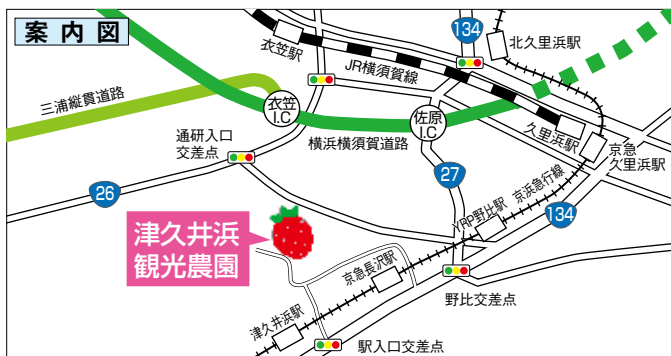 案内図
134
衣笠駅
北久里浜駅
JR横須賀線
三浦縦貫道路
衣笠
I.C
佐原
I.C
久里浜駅
通研入口
交差点
横浜横須賀道路
京急
久里浜駅
27
26
YRP野比駅
京浜急行線
134
津久井浜
観光農園
京急長沢駅
野比交差点
津久井浜駅
駅入口交差点